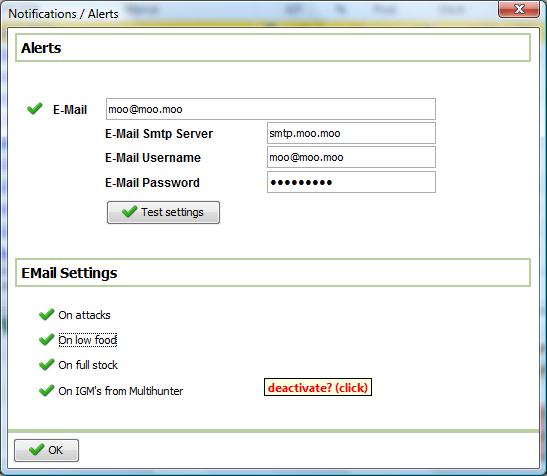 Notifications / Alerts
Alerts
E-Mail moo@moo.moo
E-Mail Smtp Server smtp.moo.moo
E-Mail Username moo@moo.moo
E-Mail Password •••••••••
Test settings
EMail Settings
On attacks
On low food
On full stock
On IGM's from Multihunter deactivate? (click)
OK